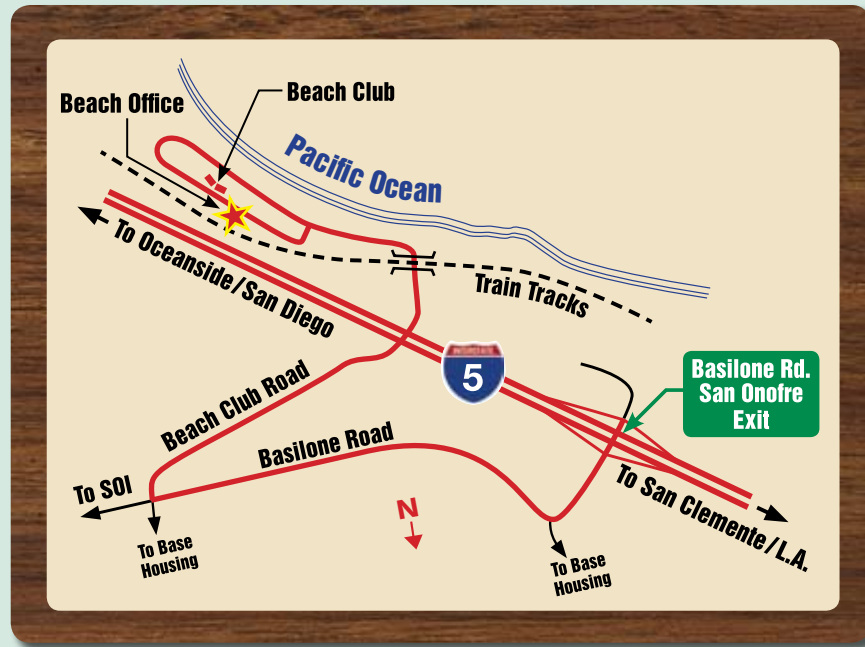 Beach Office
Beach Club
Pacific Ocean
To Oceanside/San Diego
Train Tracks
INTERSTATE
5
Basilone Rd.
San Onofre
Exit
Beach Club Road
Basilone Road
To San Clemente/L.A.
To SOI
N
To Base
Housing
To Base
Housing